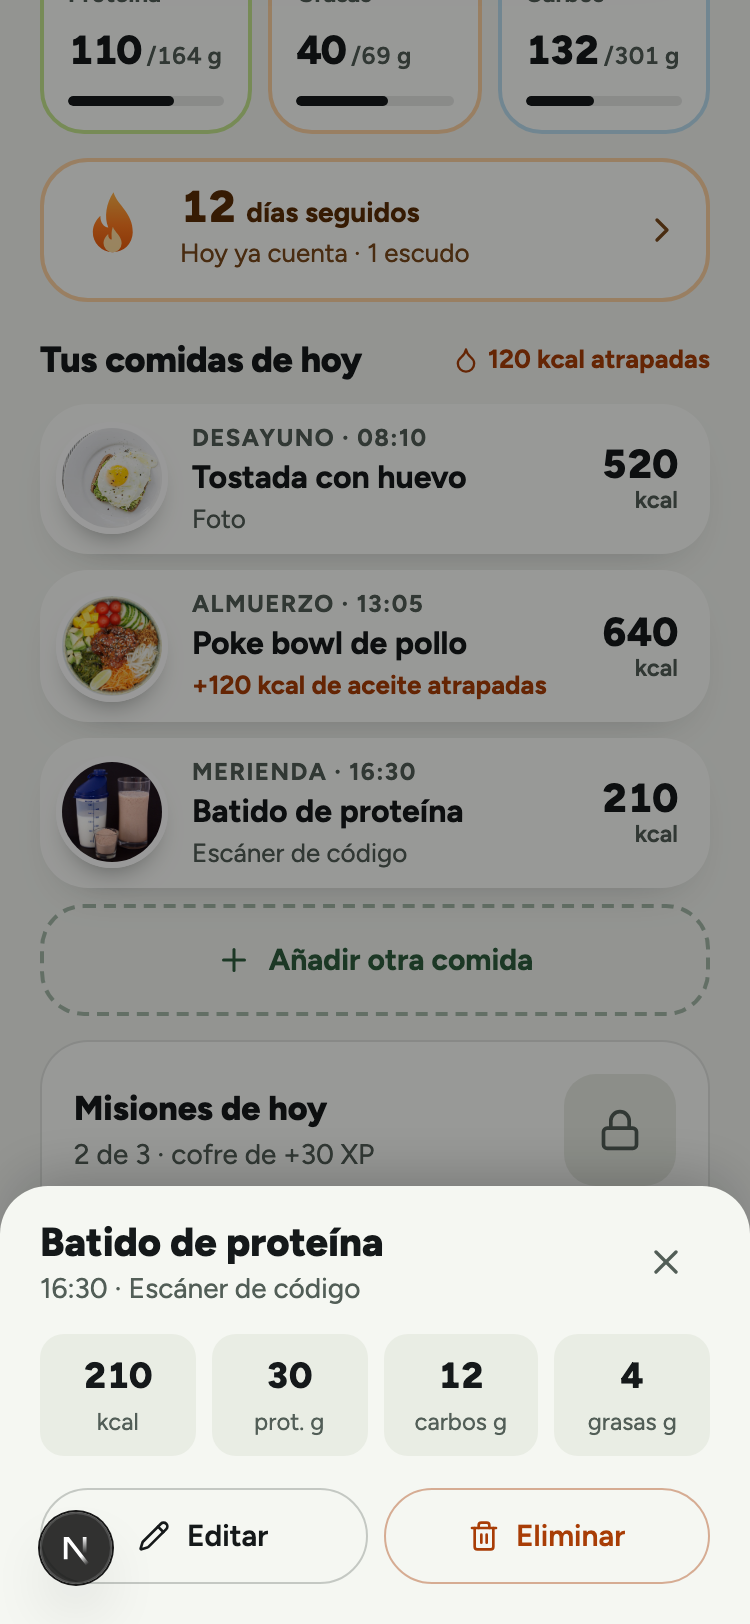 110 /164 g
40 /69 g
132 /301 g
12 días seguidos
Hoy ya cuenta · 1 escudo
Tus comidas de hoy
120 kcal atrapadas
DESAYUNO · 08:10
Tostada con huevo
Foto
520
kcal
ALMUERZO · 13:05
Poke bowl de pollo
+120 kcal de aceite atrapadas
640
kcal
MERIENDA · 16:30
Batido de proteína
Escáner de código
210
kcal
Añadir otra comida
Misiones de hoy
2 de 3 · cofre de +30 XP
Batido de proteína
16:30 · Escáner de código
210
kcal
30
prot. g
12
carbos g
4
grasas g
N
Editar
Eliminar